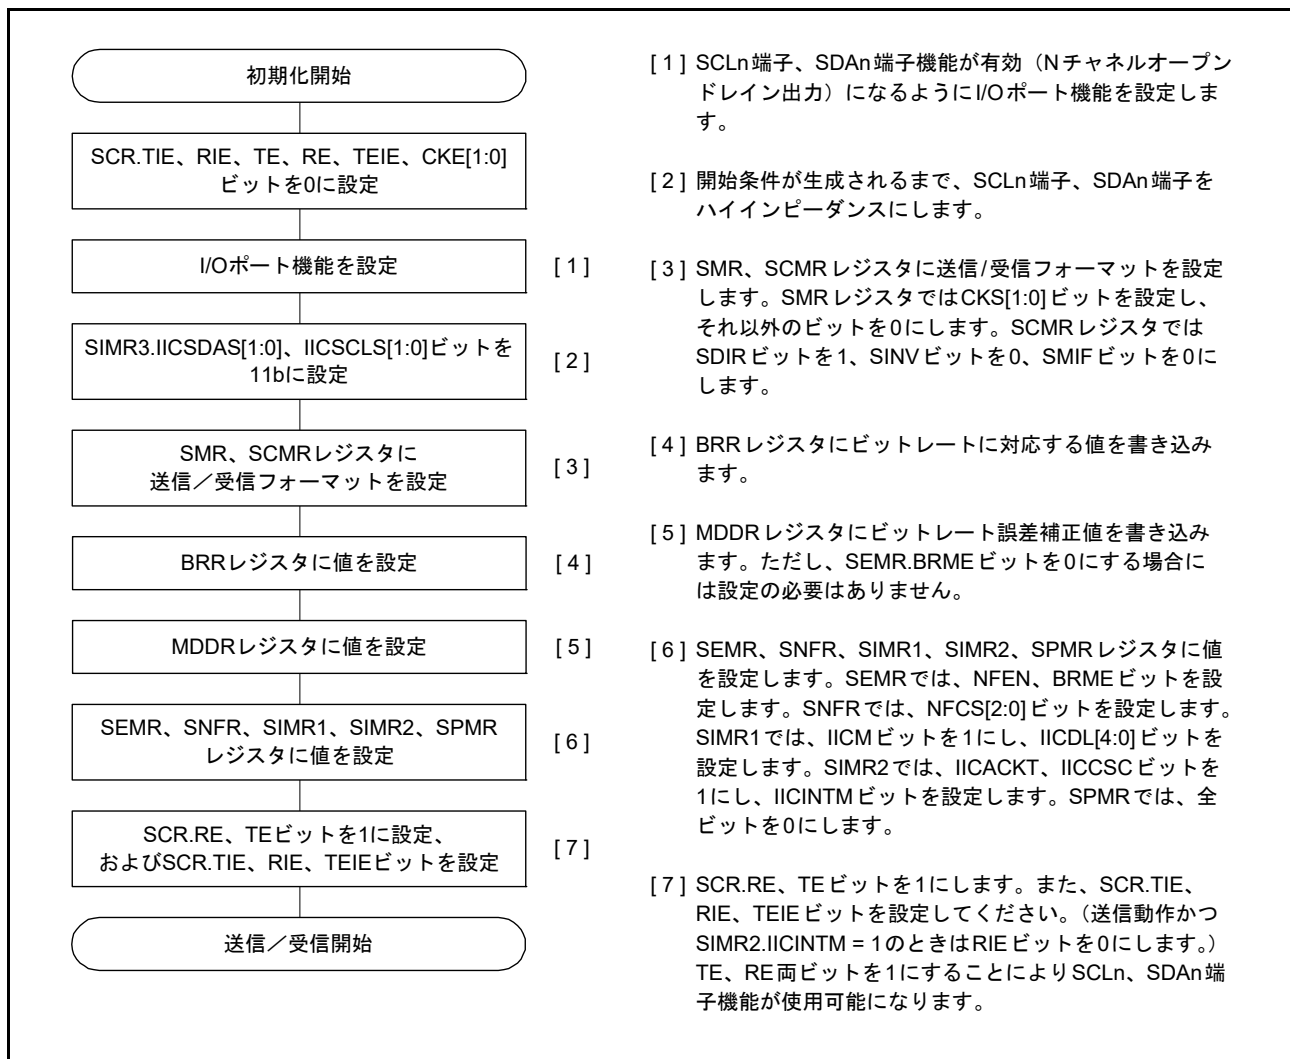 初期化開始
SCR.TIE、RIE、TE、RE、TEIE、CKE[1:0]
ビットを0に設定
I/Oポート機能を設定
[ 1 ]
SIMR3.IICSDAS[1:0]、IICSCLS[1:0]ビットを
11bに設定
[ 2 ]
SMR、SCMRレジスタに
送信／受信フォーマットを設定
[ 3 ]
BRRレジスタに値を設定
[ 4 ]
MDDRレジスタに値を設定
[ 5 ]
SEMR、SNFR、SIMR1、SIMR2、SPMR
レジスタに値を設定
[ 6 ]
SCR.RE、TEビットを1に設定、
およびSCR.TIE、RIE、TEIEビットを設定
[ 7 ]
送信／受信開始
[ 1 ] SCLn端子、SDAn端子機能が有効（Nチャネルオープン
ドレイン出力）になるようにI/Oポート機能を設定しま
す。
[ 2 ] 開始条件が生成されるまで、SCLn端子、SDAn端子を
ハイインピーダンスにします。
[ 3 ] SMR、SCMRレジスタに送信/受信フォーマットを設定
します。SMRレジスタではCKS[1:0]ビットを設定し、
それ以外のビットを0にします。SCMRレジスタでは
SDIRビットを1、SINVビットを0、SMIFビットを0に
します。
[ 4 ] BRRレジスタにビットレートに対応する値を書き込み
ます。
[ 5 ] MDDRレジスタにビットレート誤差補正値を書き込み
ます。ただし、SEMR.BRMEビットを0にする場合に
は設定の必要はありません。
[ 6 ] SEMR、SNFR、SIMR1、SIMR2、SPMRレジスタに値
を設定します。SEMRでは、NFEN、BRMEビットを設
定します。SNFRでは、NFCS[2:0]ビットを設定します。
SIMR1では、IICMビットを1にし、IICDL[4:0]ビットを
設定します。SIMR2では、IICACKT、IICCSCビットを
1にし、IICINTMビットを設定します。SPMRでは、全
ビットを0にします。
[ 7 ] SCR.RE、TEビットを1にします。また、SCR.TIE、
RIE、TEIEビットを設定してください。（送信動作かつ
SIMR2.IICINTM = 1のときはRIEビットを0にします。）
TE、RE両ビットを1にすることによりSCLn、SDAn端
子機能が使用可能になります。